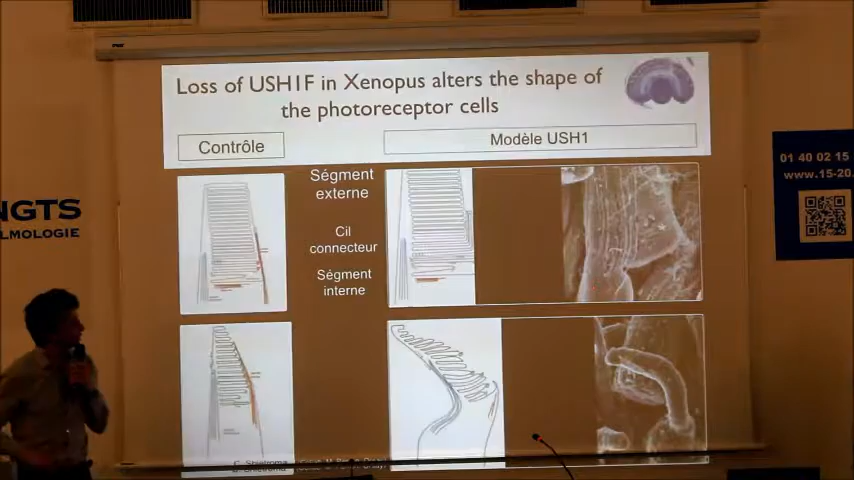 Loss of USH1F in Xenopus alters the shape of
the photoreceptor cells
Contrôle
Modèle USH1
Ségment
externe
Cil
connecteur
Ségment
interne
NGTS
LMOLOGIE
01 40 02 15
www.15-20.